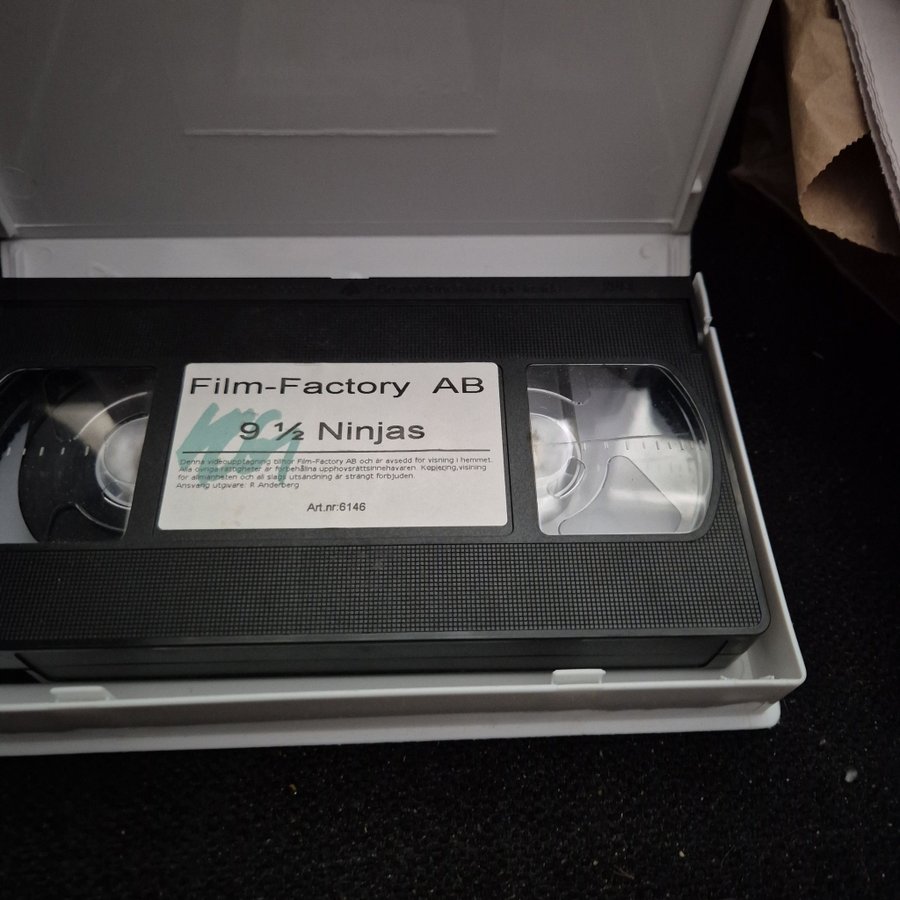 Film-Factory AB
9 ½ Ninjas
Denna videoupptagning tillhör Film-Factory AB och är avsedd för visning i hemmet.
Alla övriga rättigheter är förbehållna upphovsrättsinnehavaren. Kopiering, visning
för allmänheten och all slags utsändning är strängt förbjuden.
Ansvarig utgivare: R. Anderberg
Art.nr:6146